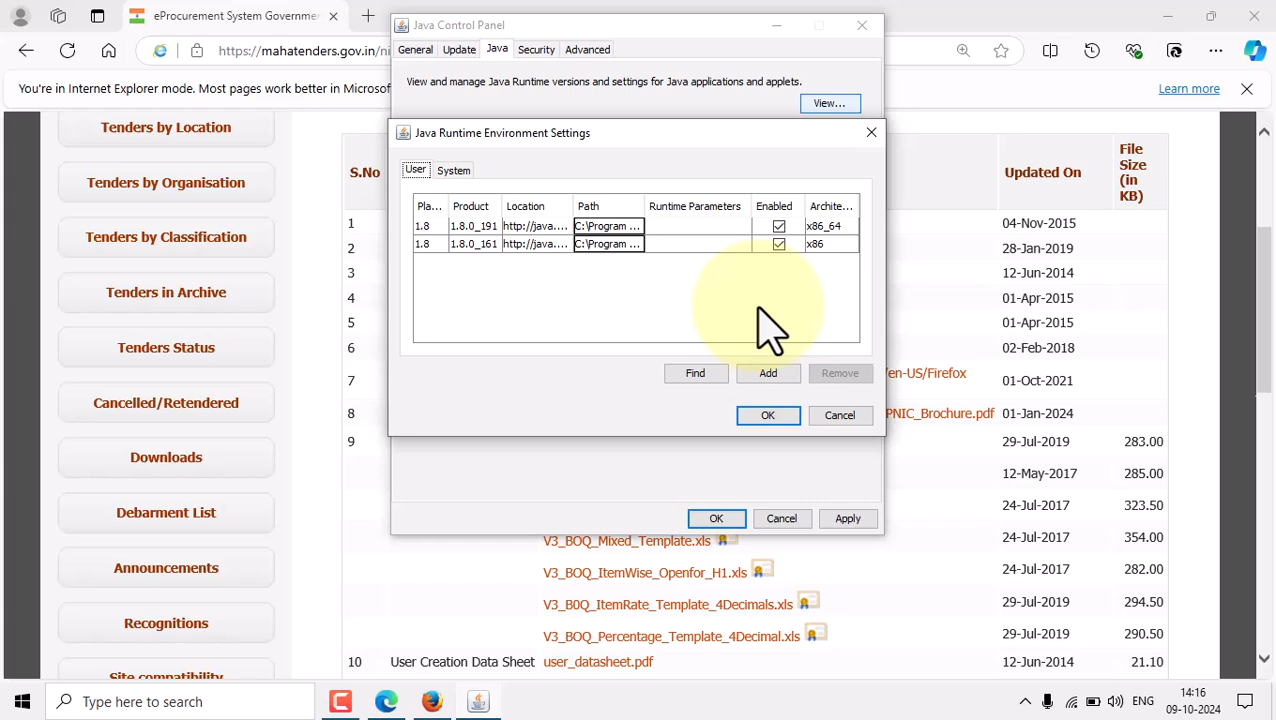 eProcurement System Governme
Java Control Panel
https://mahatenders.gov.in/ni
General Update Java Security Advanced
View and manage Java Runtime versions and settings for Java applications and applets.
You're in Internet Explorer mode. Most pages work better in Microsof
Learn more
View...
Java Runtime Environment Settings
User System
Pla... Product Location Path Runtime Parameters Enabled Archite...
1.8 1.8.0_191 http://java.... C:\Program ... x86_64
1.8 1.8.0_161 http://java.... C:\Program ... x86
Find Add Remove
OK Cancel
OK Cancel Apply
Tenders by Location
Tenders by Organisation
Tenders by Classification
Tenders in Archive
Tenders Status
Cancelled/Retendered
Downloads
Debarment List
Announcements
Recognitions
Site compatibility
S.No Updated On File Size (in KB)
1 04-Nov-2015
2 28-Jan-2019
3 12-Jun-2014
4 01-Apr-2015
5 01-Apr-2015
6 02-Feb-2018
7 /en-US/Firefox 01-Oct-2021
8 PNIC_Brochure.pdf 01-Jan-2024
9 29-Jul-2019 283.00
12-May-2017 285.00
24-Jul-2017 323.50
V3_BOQ_Mixed_Template.xls 24-Jul-2017 354.00
V3_BOQ_ItemWise_Openfor_H1.xls 24-Jul-2017 282.00
V3_B0Q_ItemRate_Template_4Decimals.xls 29-Jul-2019 294.50
V3_BOQ_Percentage_Template_4Decimal.xls 29-Jul-2019 290.50
10 User Creation Data Sheet user_datasheet.pdf 12-Jun-2014 21.10
Type here to search
ENG
14:16
09-10-2024